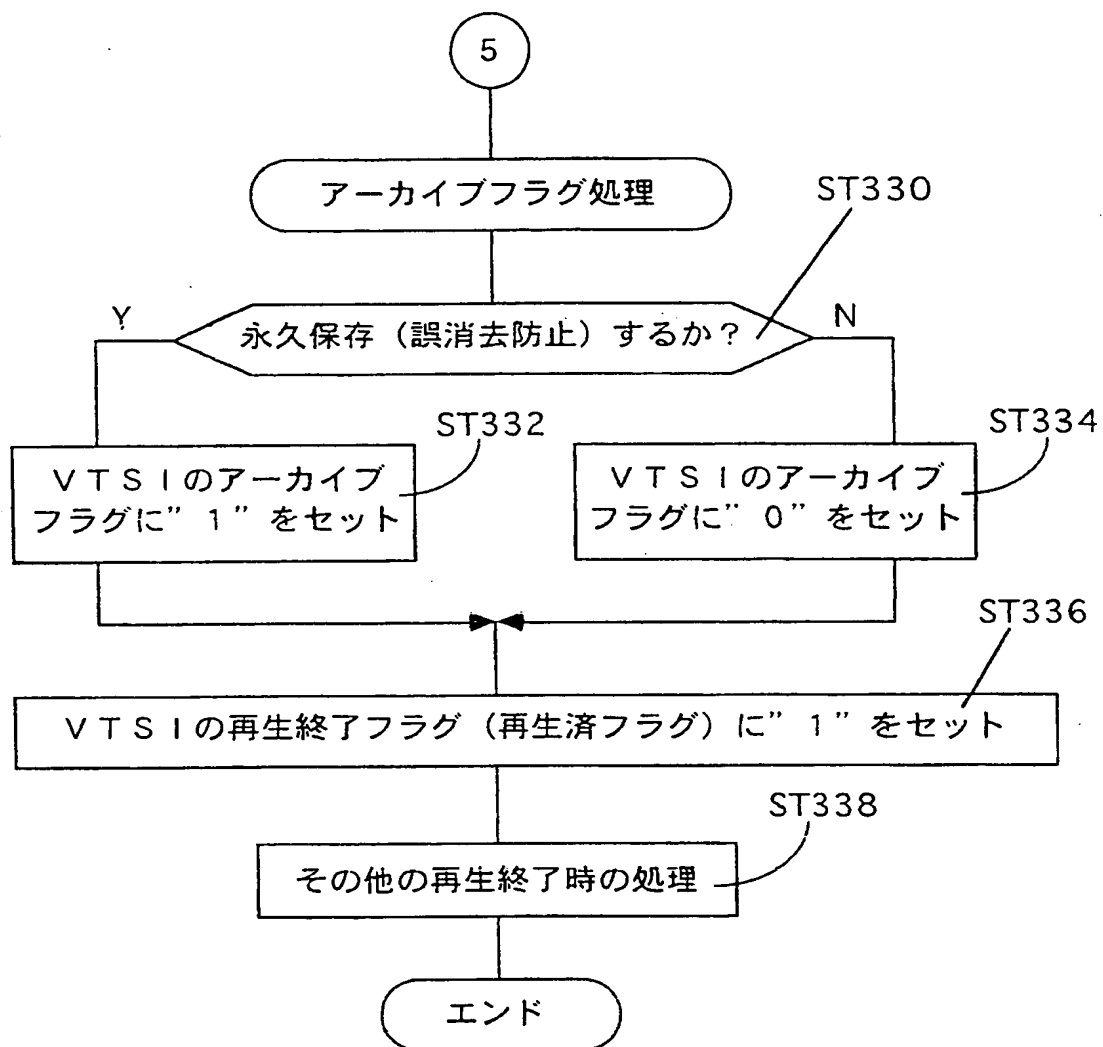 5
アーカイブフラグ処理
ST330
Y
永久保存（誤消去防止）するか？
N
ST332
ST334
ＶＴＳＩのアーカイブ
フラグに”１”をセット
ＶＴＳＩのアーカイブ
フラグに”０”をセット
ST336
ＶＴＳＩの再生終了フラグ（再生済フラグ）に”１”をセット
ST338
その他の再生終了時の処理
エンド